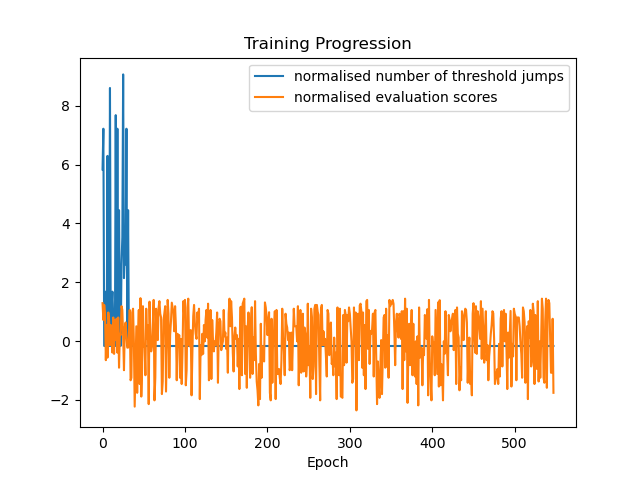 Training Progression
normalised number of threshold jumps
normalised evaluation scores
8
6
4
2
0
−2
0 100 200 300 400 500
Epoch